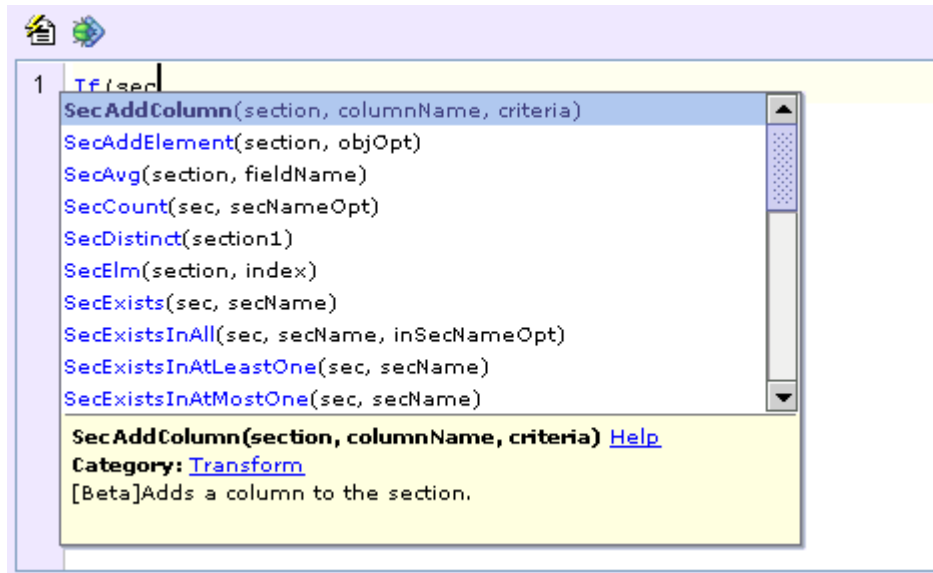 1 If(sec
SecAddColumn(section, columnName, criteria)
SecAddElement(section, objOpt)
SecAvg(section, fieldName)
SecCount(sec, secNameOpt)
SecDistinct(section1)
SecElm(section, index)
SecExists(sec, secName)
SecExistsInAll(sec, secName, inSecNameOpt)
SecExistsInAtLeastOne(sec, secName)
SecExistsInAtMostOne(sec, secName)
SecAddColumn(section, columnName, criteria) Help
Category: Transform
[Beta]Adds a column to the section.